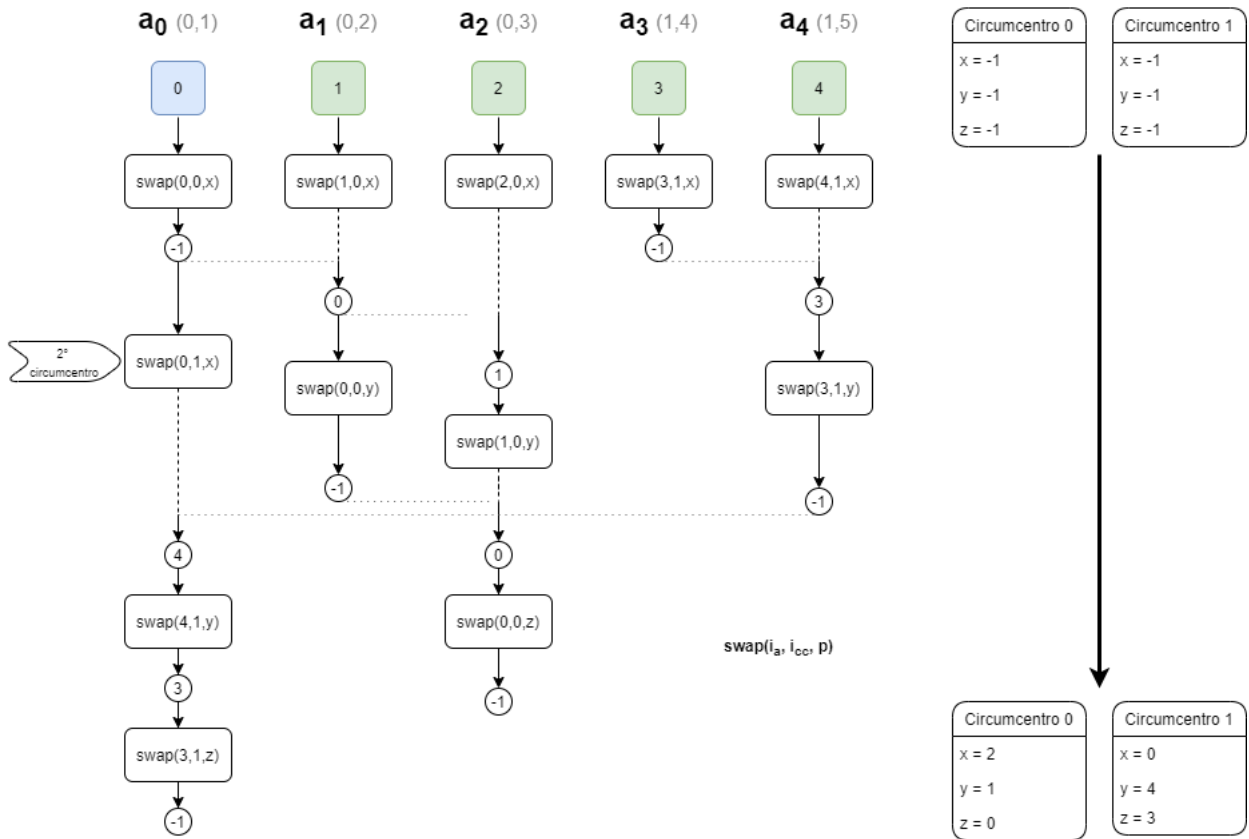 a0 (0,1) a1 (0,2) a2 (0,3) a3 (1,4) a4 (1,5)
0 1 2 3 4
swap(0,0,x) swap(1,0,x) swap(2,0,x) swap(3,1,x) swap(4,1,x)
-1 -1
0 3
2°
circumcentro
swap(0,1,x) swap(0,0,y) 1 swap(3,1,y)
swap(1,0,y)
-1 -1
4 0
swap(4,1,y) swap(0,0,z)
swap(ia, icc, p)
3 -1
swap(3,1,z)
-1
Circumcentro 0
x = -1
y = -1
z = -1
Circumcentro 1
x = -1
y = -1
z = -1
Circumcentro 0
x = 2
y = 1
z = 0
Circumcentro 1
x = 0
y = 4
z = 3